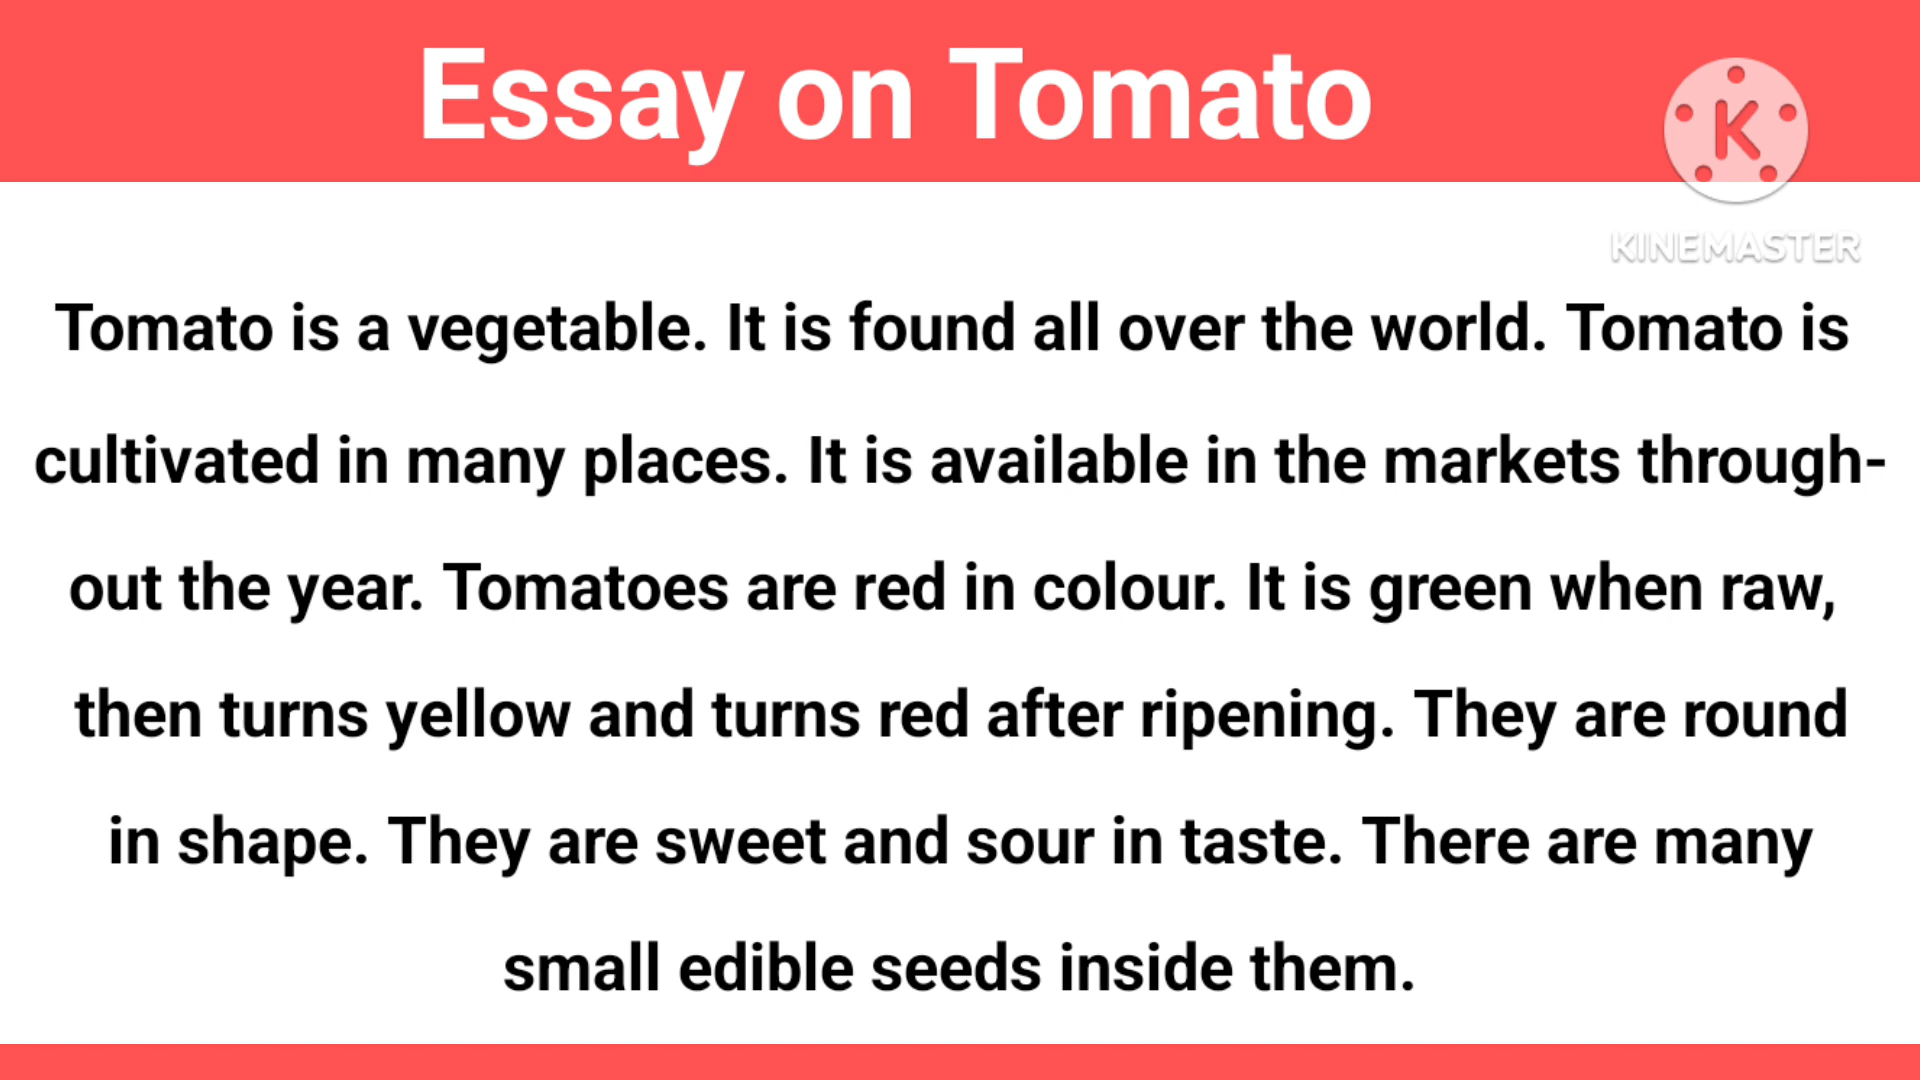 Essay on Tomato
K
KINEMASTER
Tomato is a vegetable. It is found all over the world. Tomato is
cultivated in many places. It is available in the markets through-
out the year. Tomatoes are red in colour. It is green when raw,
then turns yellow and turns red after ripening. They are round
in shape. They are sweet and sour in taste. There are many
small edible seeds inside them.